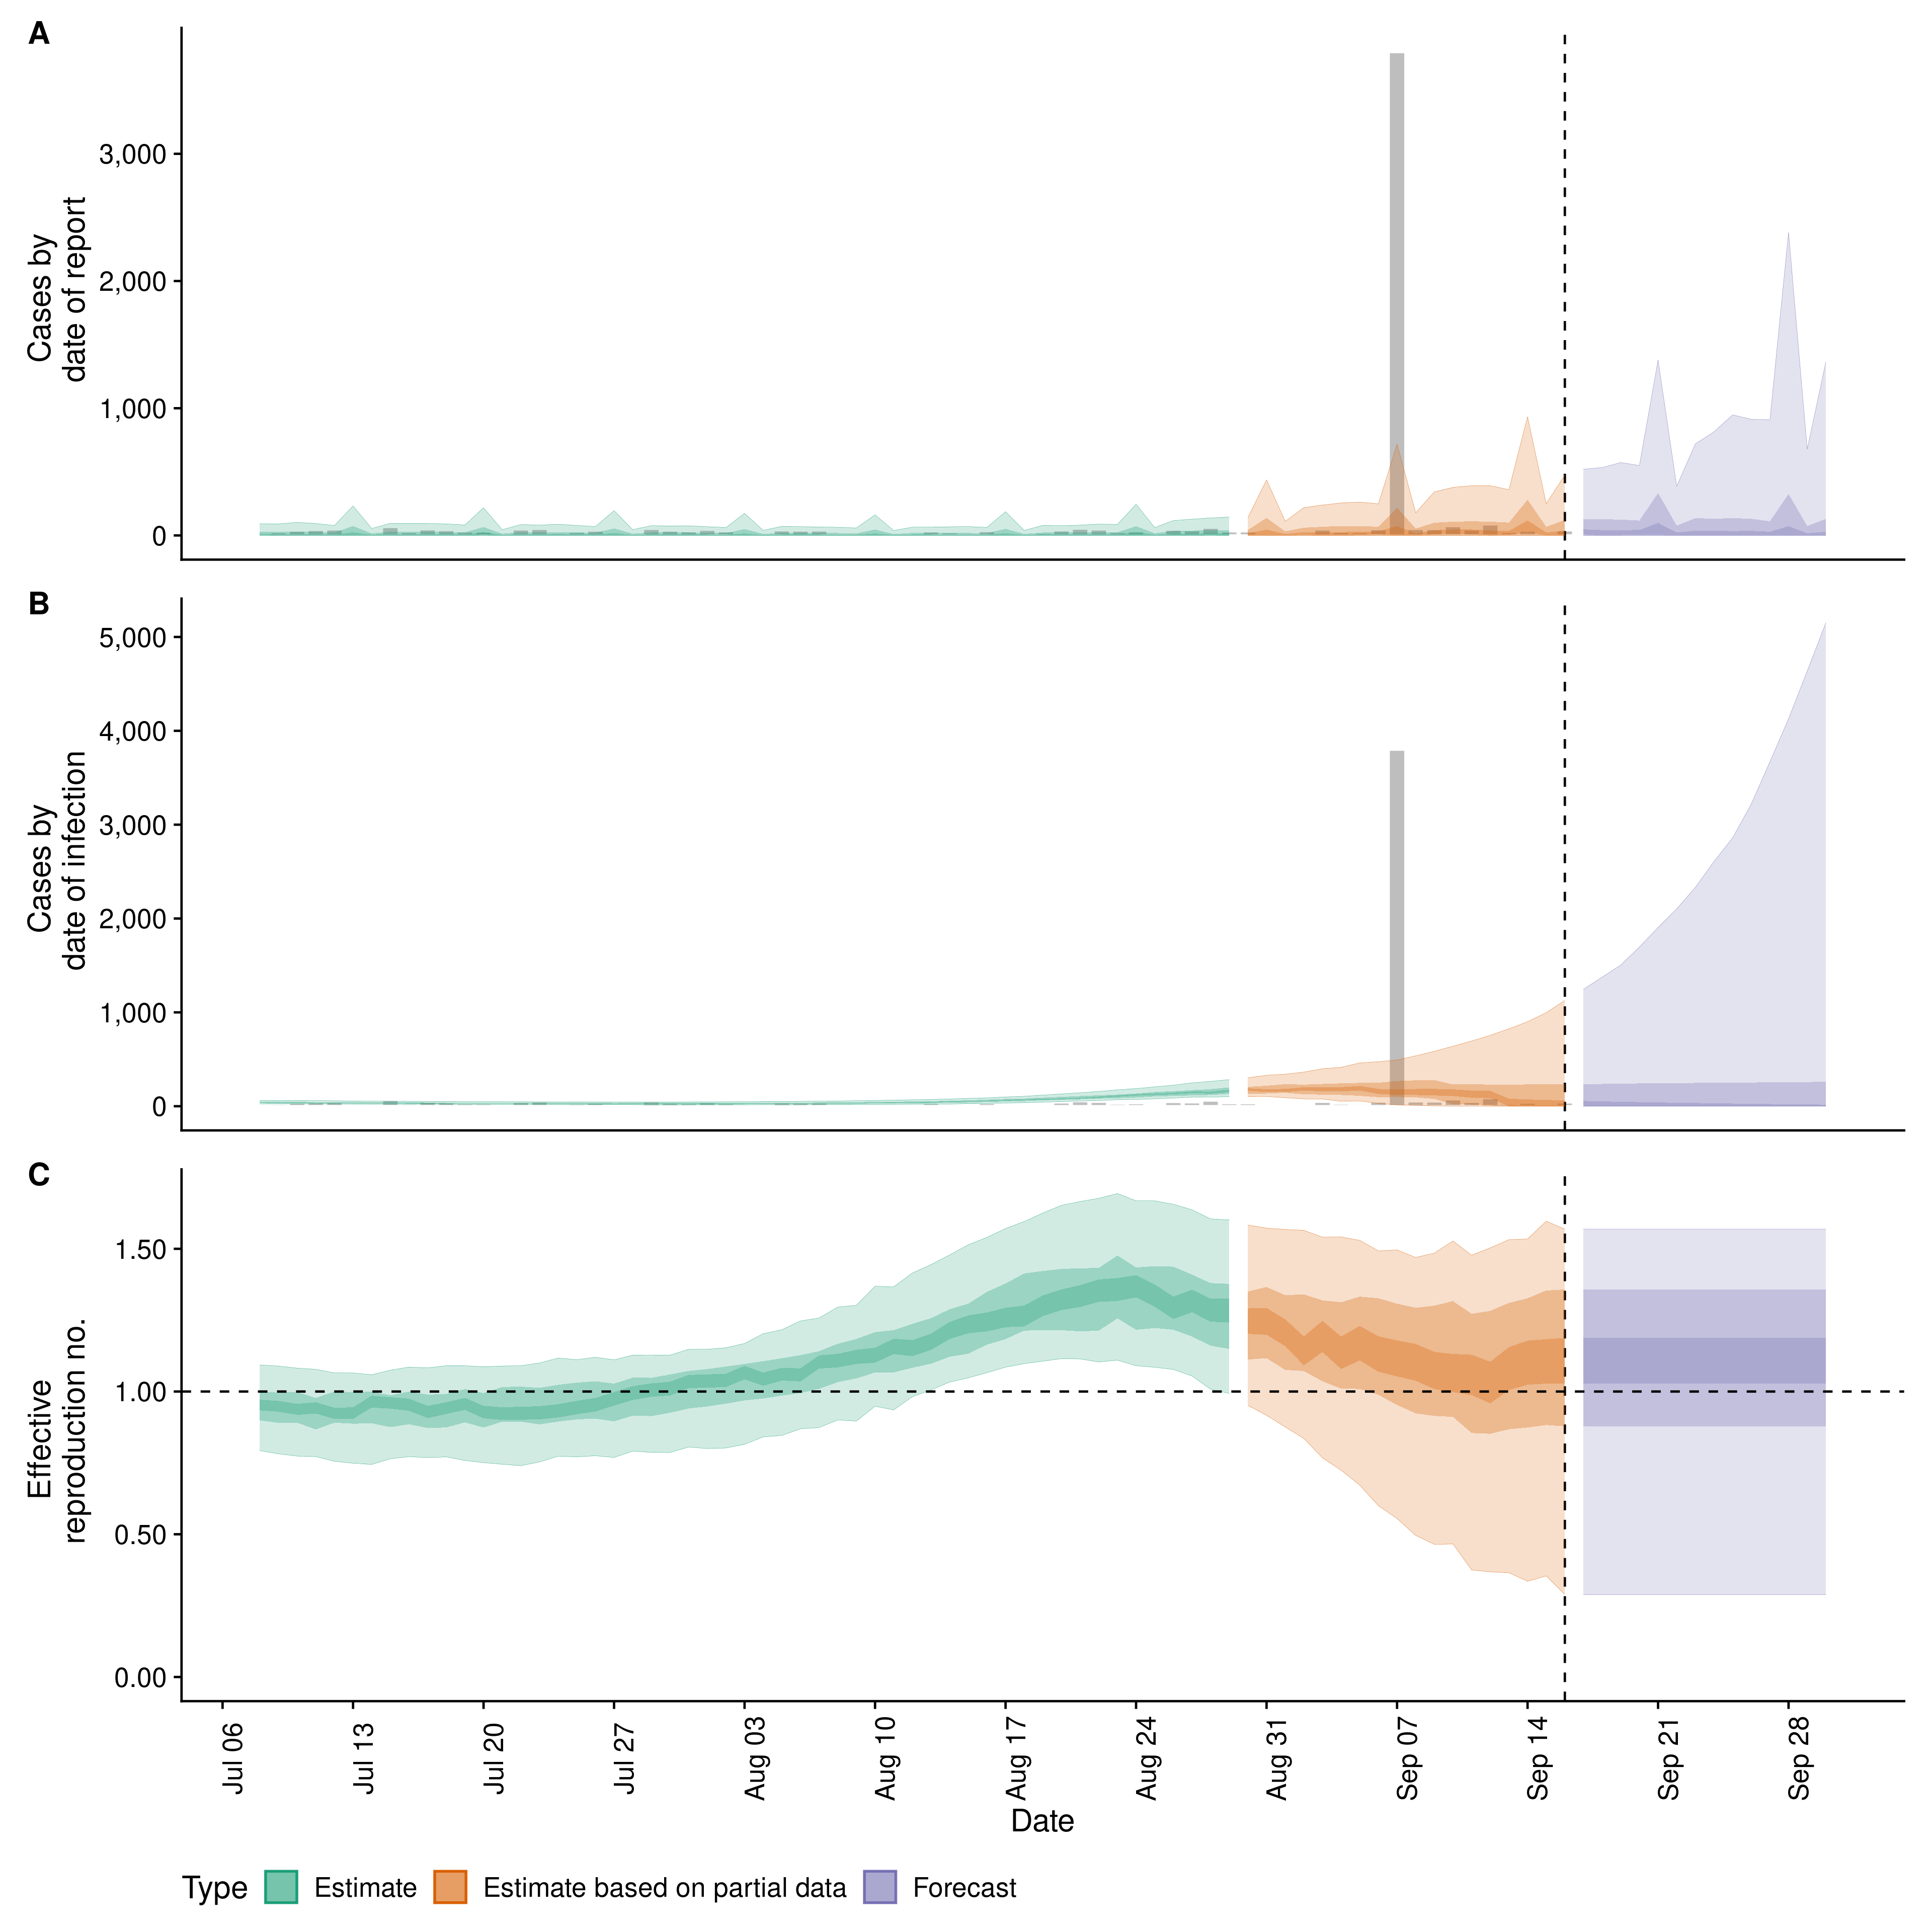 A
Cases by
date of report
3,000
2,000
1,000
0
B
Cases by
date of infection
5,000
4,000
3,000
2,000
1,000
0
C
Effective
reproduction no.
1.50
1.00
0.50
0.00
Jul 06
Jul 13
Jul 20
Jul 27
Aug 03
Aug 10
Aug 17
Aug 24
Aug 31
Sep 07
Sep 14
Sep 21
Sep 28
Date
Type Estimate Estimate based on partial data Forecast